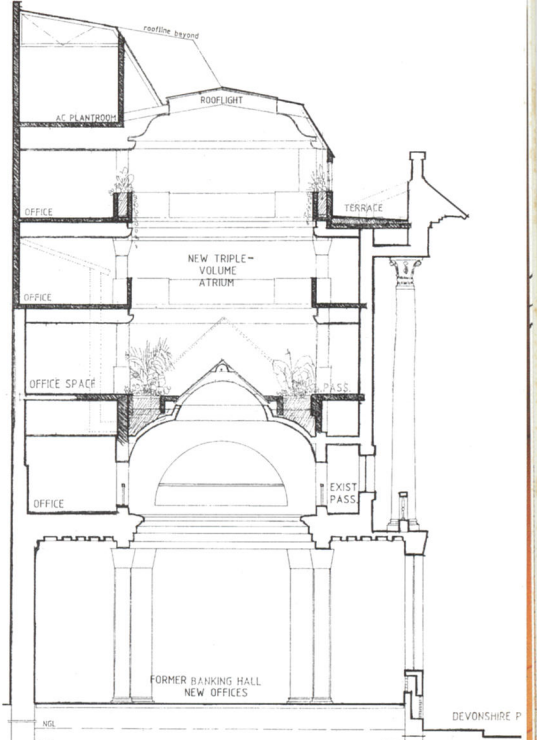 roofline beyond
ROOFLIGHT
AC PLANTROOM
OFFICE
TERRACE
NEW TRIPLE-
VOLUME
ATRIUM
OFFICE
OFFICE SPACE
PASS.
OFFICE
EXIST
PASS.
FORMER BANKING HALL
NEW OFFICES
NGL
DEVONSHIRE P